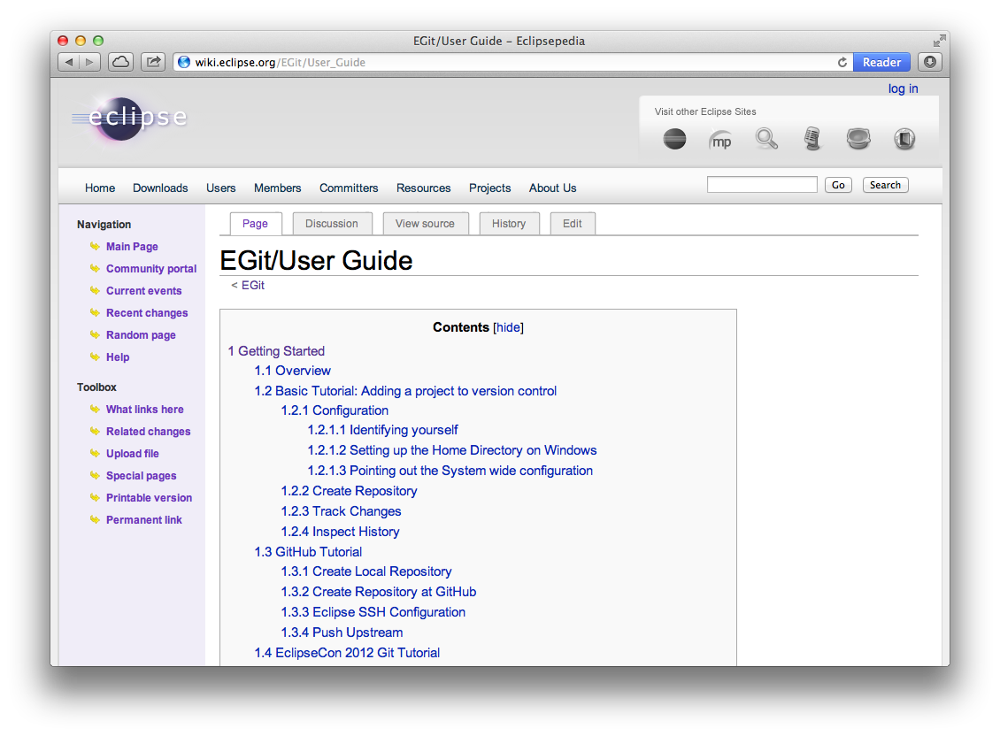 EGit/User Guide – Eclipsepedia
wiki.eclipse.org/EGit/User_Guide
Reader
log in
eclipse
Visit other Eclipse Sites
mp
Home Downloads Users Members Committers Resources Projects About Us
Go Search
Navigation
Main Page
Community portal
Current events
Recent changes
Random page
Help
Toolbox
What links here
Related changes
Upload file
Special pages
Printable version
Permanent link
Page Discussion View source History Edit
EGit/User Guide
< EGit
Contents [hide]
1 Getting Started
1.1 Overview
1.2 Basic Tutorial: Adding a project to version control
1.2.1 Configuration
1.2.1.1 Identifying yourself
1.2.1.2 Setting up the Home Directory on Windows
1.2.1.3 Pointing out the System wide configuration
1.2.2 Create Repository
1.2.3 Track Changes
1.2.4 Inspect History
1.3 GitHub Tutorial
1.3.1 Create Local Repository
1.3.2 Create Repository at GitHub
1.3.3 Eclipse SSH Configuration
1.3.4 Push Upstream
1.4 EclipseCon 2012 Git Tutorial